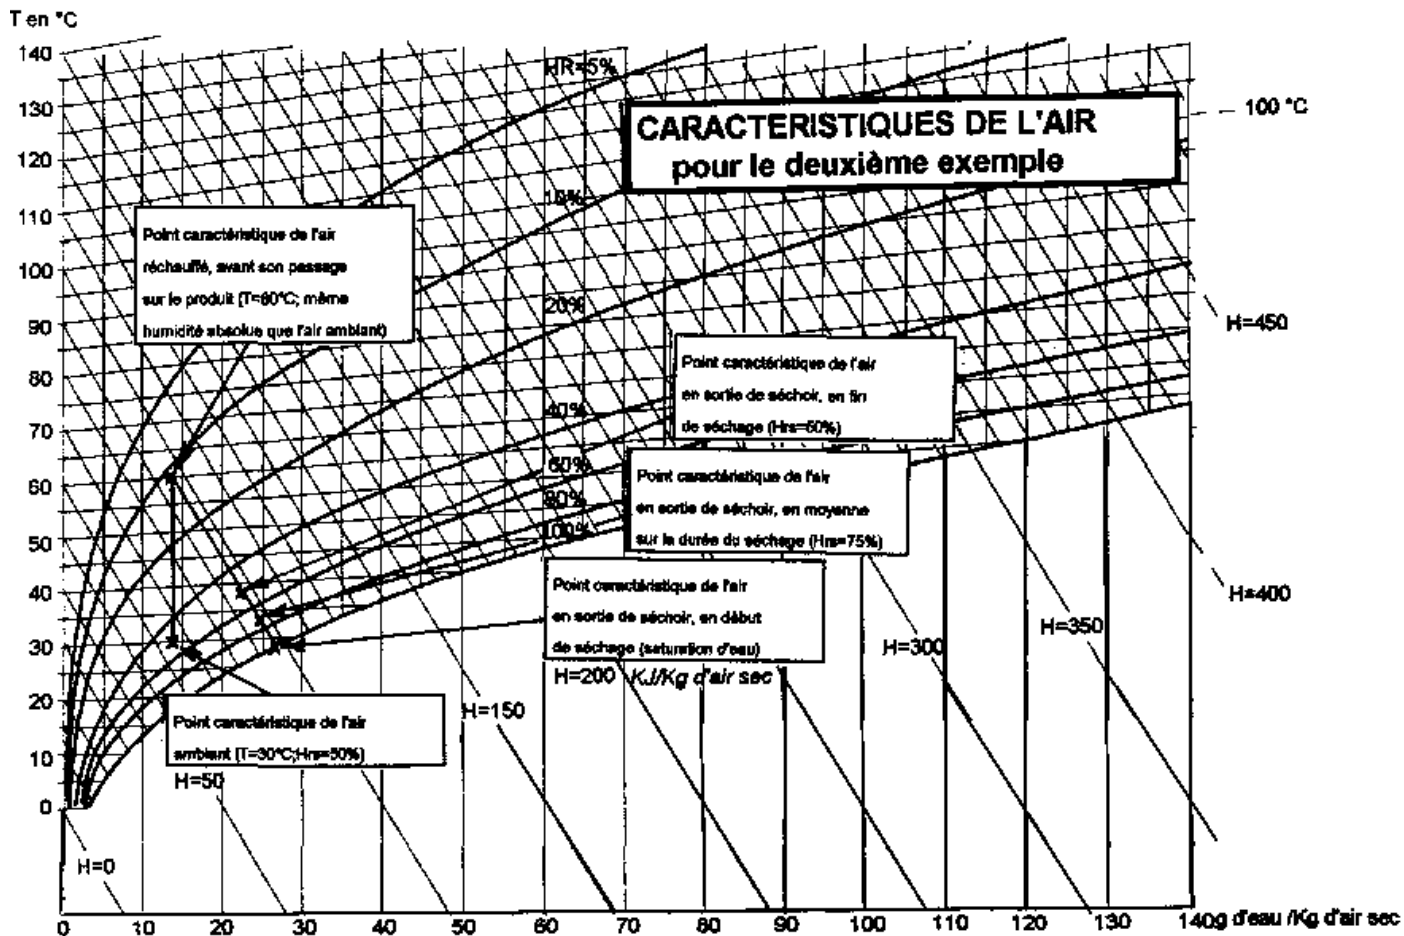 T en °C
140
130
120
110
100
90
80
70
60
50
40
30
20
10
0
HR=5%
10%
20%
40%
60%
80%
100%
CARACTERISTIQUES DE L'AIR
pour le deuxième exemple
100 °C
Point caractéristique de l'air
réchauffé, avant son passage
sur le produit (T=60°C; même
humidité absolue que l'air ambiant)
H=450
Point caractéristique de l'air
en sortie de séchoir, en fin
de séchage (Hrs=50%)
Point caractéristique de l'air
en sortie de séchoir, en moyenne
sur la durée du séchage (Hrs=75%)
Point caractéristique de l'air
en sortie de séchoir, en début
de séchage (saturation d'eau)
H=400
H=350
H=300
H=200 KJ/Kg d'air sec
H=150
Point caractéristique de l'air
ambiant (T=30°C;Hrs=50%)
H=50
H=0
0 10 20 30 40 50 60 70 80 90 100 110 120 130 140 g d'eau /Kg d'air sec